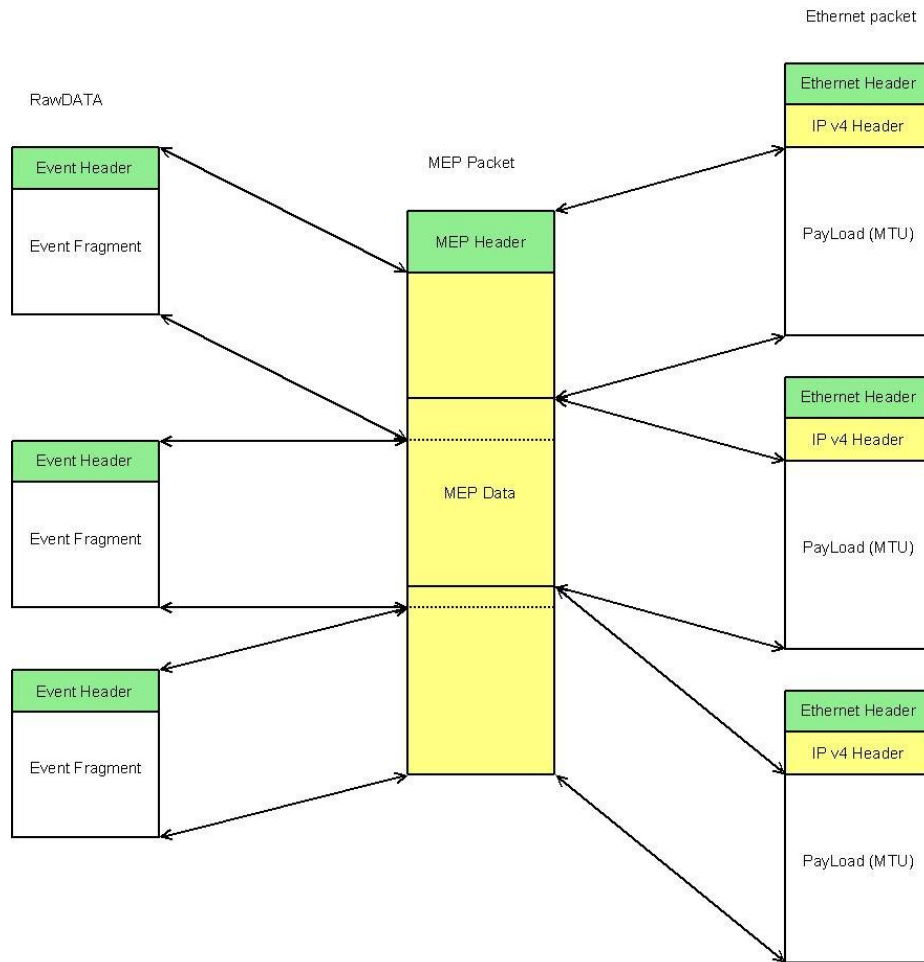 Ethernet packet
RawDATA
MEP Packet
Event Header
Event Fragment
Event Header
Event Fragment
Event Header
Event Fragment
MEP Header
MEP Data
Ethernet Header
IP v4 Header
PayLoad (MTU)
Ethernet Header
IP v4 Header
PayLoad (MTU)
Ethernet Header
IP v4 Header
PayLoad (MTU)